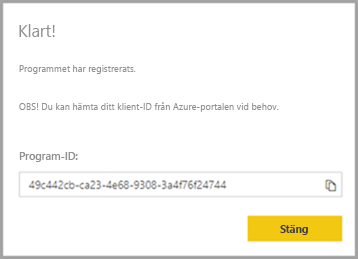 Klart!
Programmet har registrerats.
OBS! Du kan hämta ditt klient-ID från Azure-portalen vid behov.
Program-ID:
49c442cb-ca23-4e68-9308-3a4f76f24744
Stäng